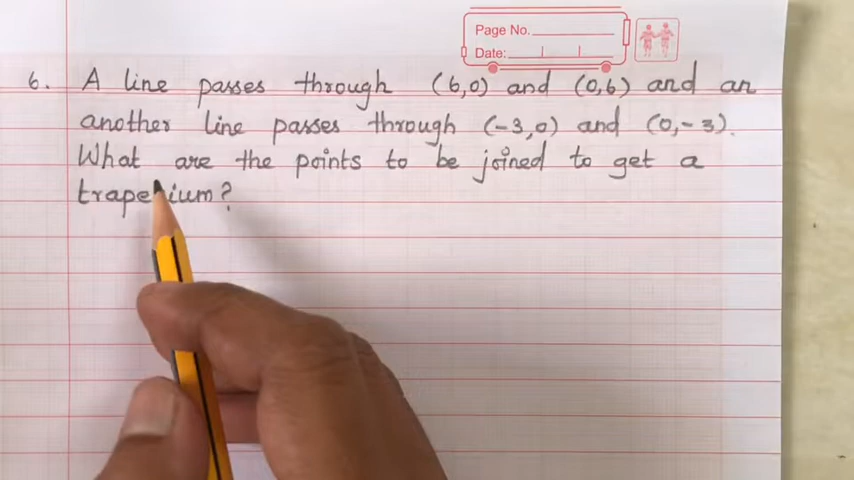 Page No.
Date:
6. A line passes through (6,0) and (0,6) and an
another line passes through (-3,0) and (0,-3).
What are the points to be joined to get a
trapezium?